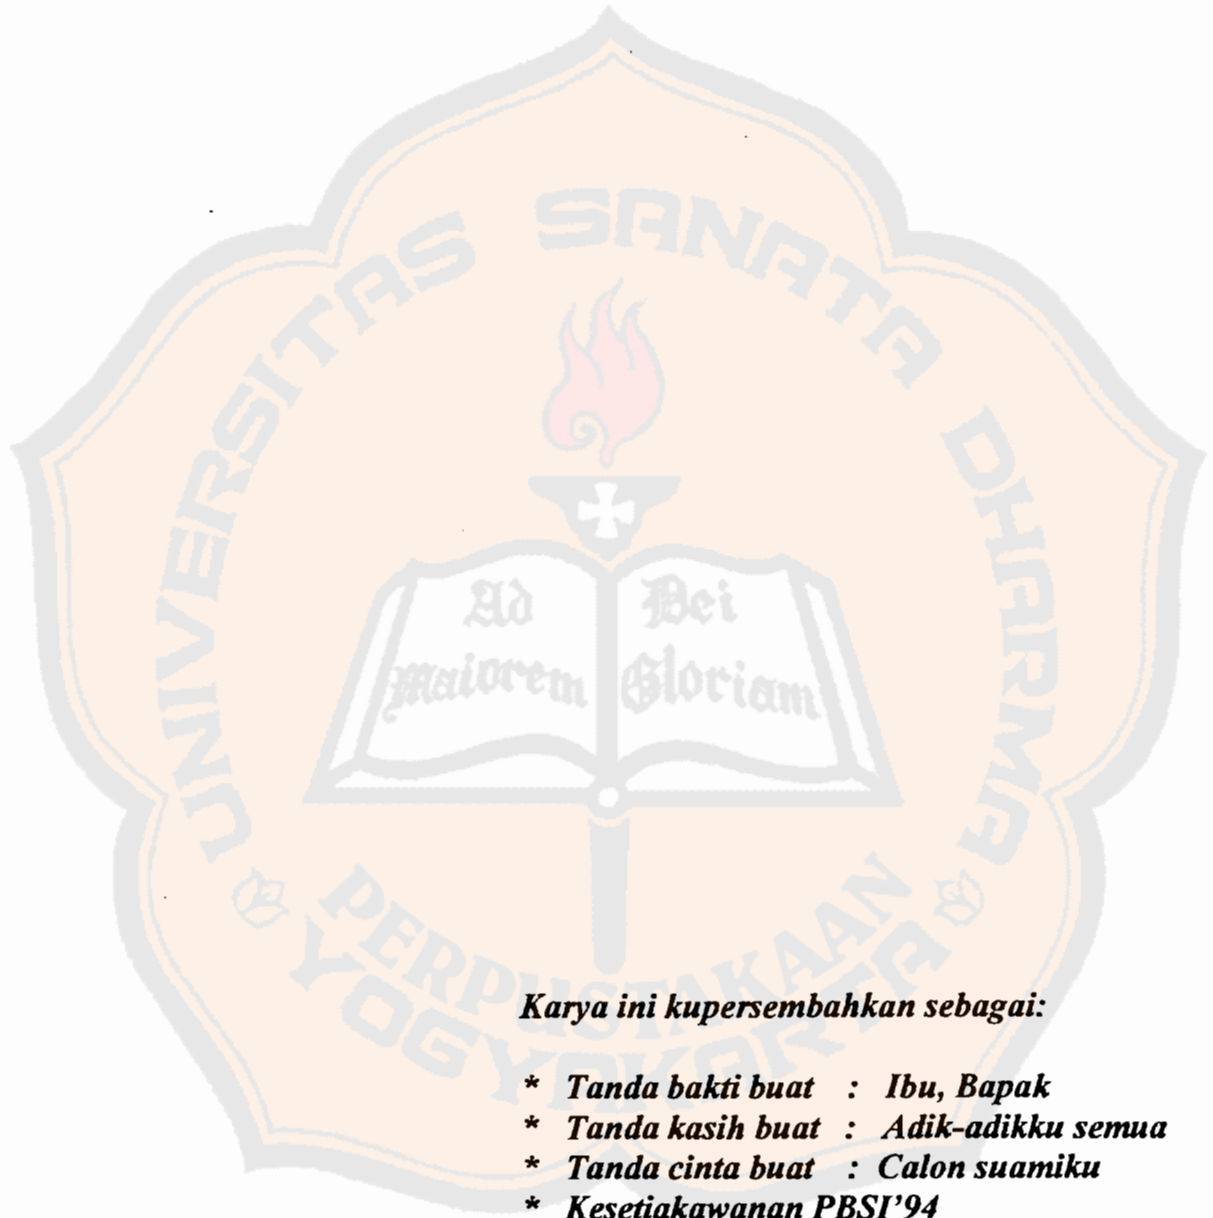 UNIVERSITAS SANATA DHARMA
Ad Dei
Maiorem Gloriam
PERPUSTAKAAN
YOGYAKARTA
Karya ini kupersembahkan sebagai:
* Tanda bakti buat : Ibu, Bapak
* Tanda kasih buat : Adik-adikku semua
* Tanda cinta buat : Calon suamiku
* Kesetiakawanan PBSI'94